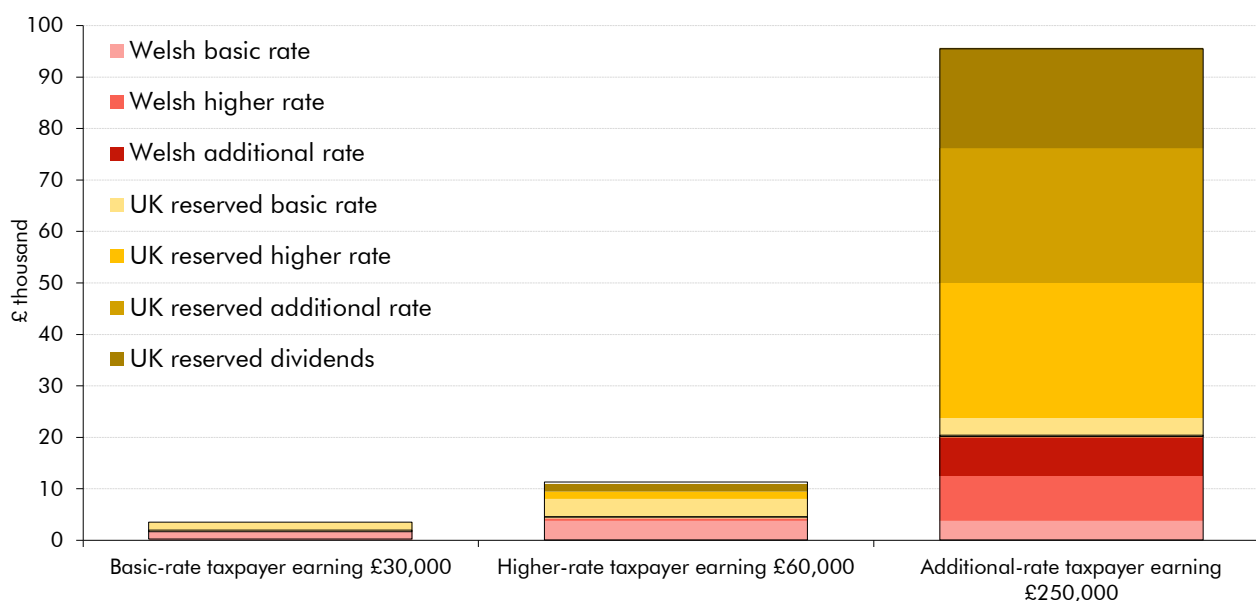 100
90
80
70
60
50
40
30
20
10
0
£ thousand
Welsh basic rate
Welsh higher rate
Welsh additional rate
UK reserved basic rate
UK reserved higher rate
UK reserved additional rate
UK reserved dividends
Basic-rate taxpayer earning £30,000
Higher-rate taxpayer earning £60,000
Additional-rate taxpayer earning
£250,000